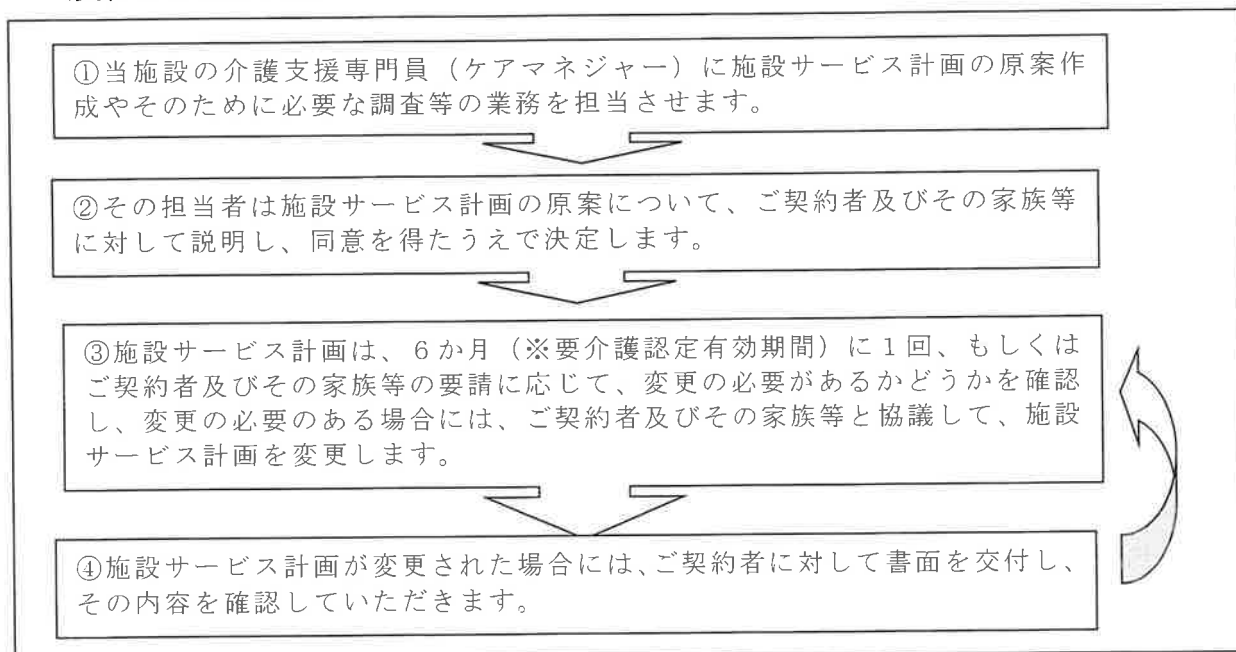 ①当施設の介護支援専門員（ケアマネジャー）に施設サービス計画の原案作
成やそのために必要な調査等の業務を担当させます。
②その担当者は施設サービス計画の原案について、ご契約者及びその家族等
に対して説明し、同意を得たうえで決定します。
③施設サービス計画は、６か月（※要介護認定有効期間）に１回、もしくは
ご契約者及びその家族等の要請に応じて、変更の必要があるかどうかを確認
し、変更の必要のある場合には、ご契約者及びその家族等と協議して、施設
サービス計画を変更します。
④施設サービス計画が変更された場合には、ご契約者に対して書面を交付し、
その内容を確認していただきます。